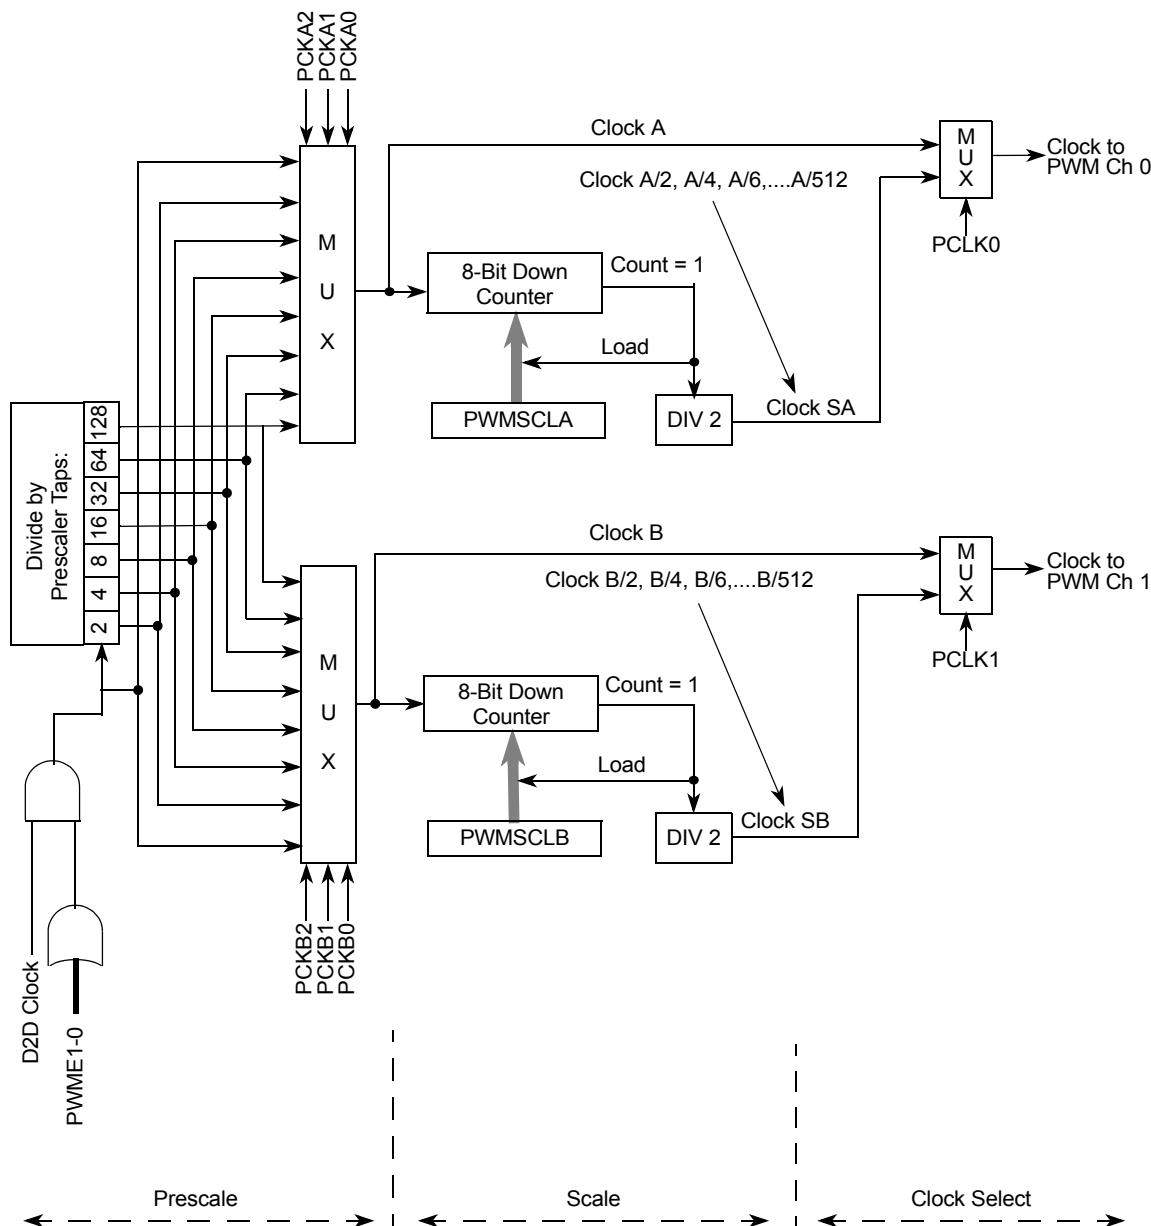 PCKA2
PCKA1
PCKA0
Clock A
Clock A/2, A/4, A/6,....A/512
M
U
X
Clock to
PWM Ch 0
PCLK0
M
U
X
8-Bit Down
Counter
Count = 1
Load
PWMSCLA
DIV 2
Clock SA
Divide by
Prescaler Taps:
128
64
32
16
8
4
2
Clock B
Clock B/2, B/4, B/6,....B/512
M
U
X
Clock to
PWM Ch 1
PCLK1
M
U
X
8-Bit Down
Counter
Count = 1
Load
PWMSCLB
DIV 2
Clock SB
PCKB2
PCKB1
PCKB0
D2D Clock
PWME1-0
Prescale
Scale
Clock Select